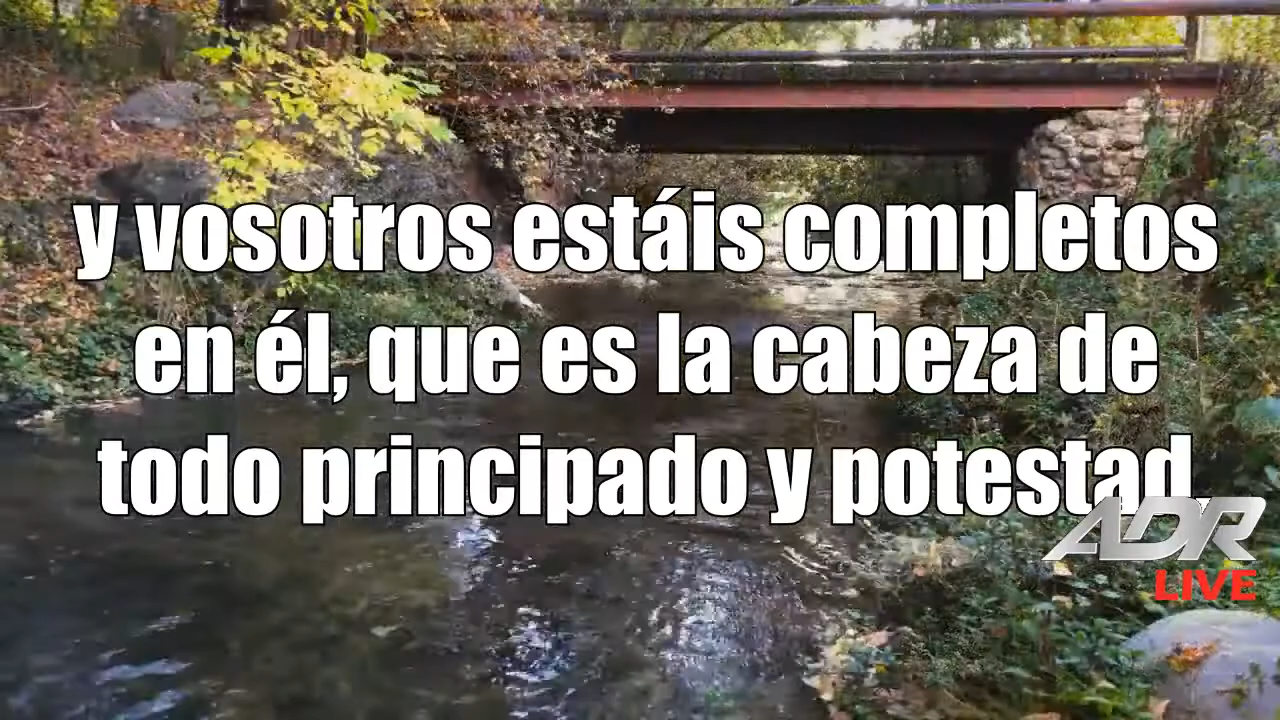 y vosotros estáis completos
en él, que es la cabeza de
todo principado y potestad
ADR
LIVE